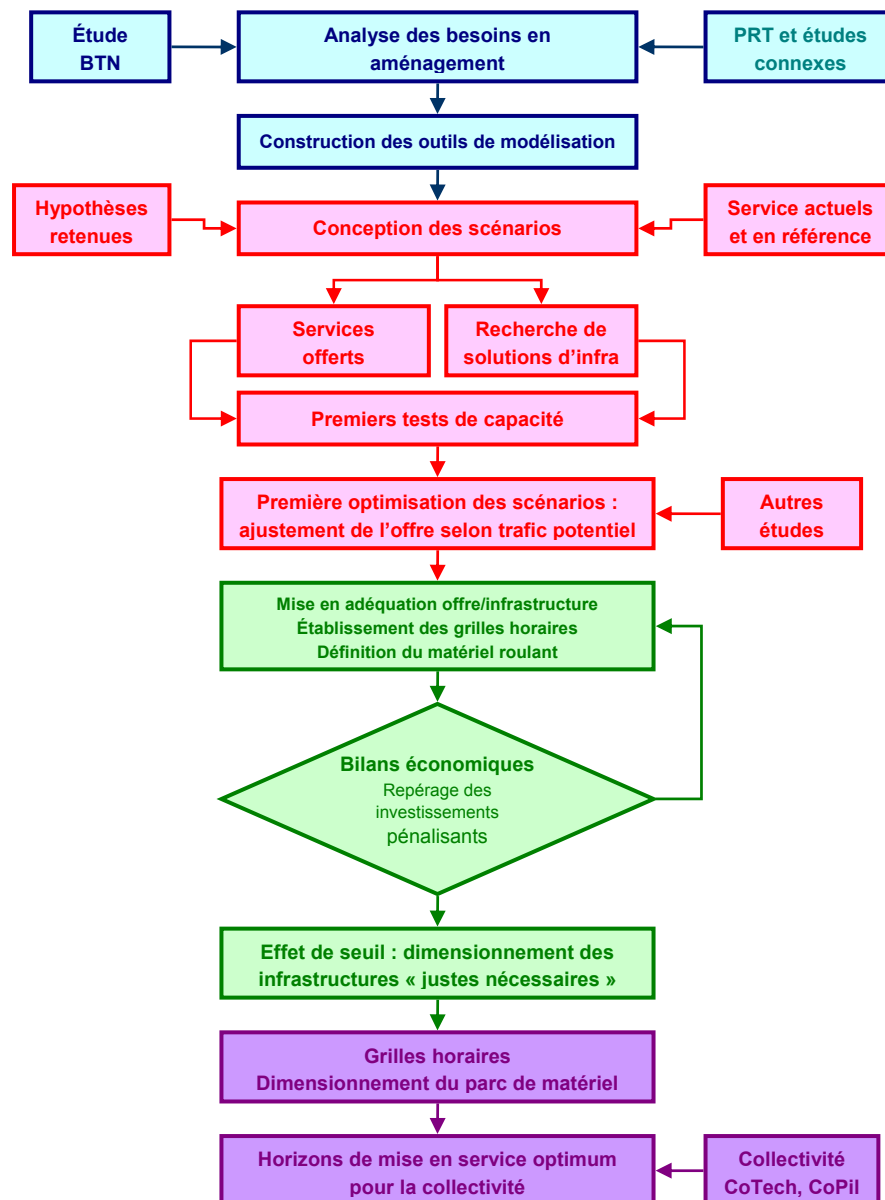 Étude
BTN
Analyse des besoins en
aménagement
PRT et études
connexes
Construction des outils de modélisation
Hypothèses
retenues
Conception des scénarios
Service actuels
et en référence
Services
offerts
Recherche de
solutions d’infra
Premiers tests de capacité
Première optimisation des scénarios :
ajustement de l’offre selon trafic potentiel
Autres
études
Mise en adéquation offre/infrastructure
Établissement des grilles horaires
Définition du matériel roulant
Bilans économiques
Repérage des
investissements
pénalisants
Effet de seuil : dimensionnement des
infrastructures « justes nécessaires »
Grilles horaires
Dimensionnement du parc de matériel
Horizons de mise en service optimum
pour la collectivité
Collectivité
CoTech, CoPil